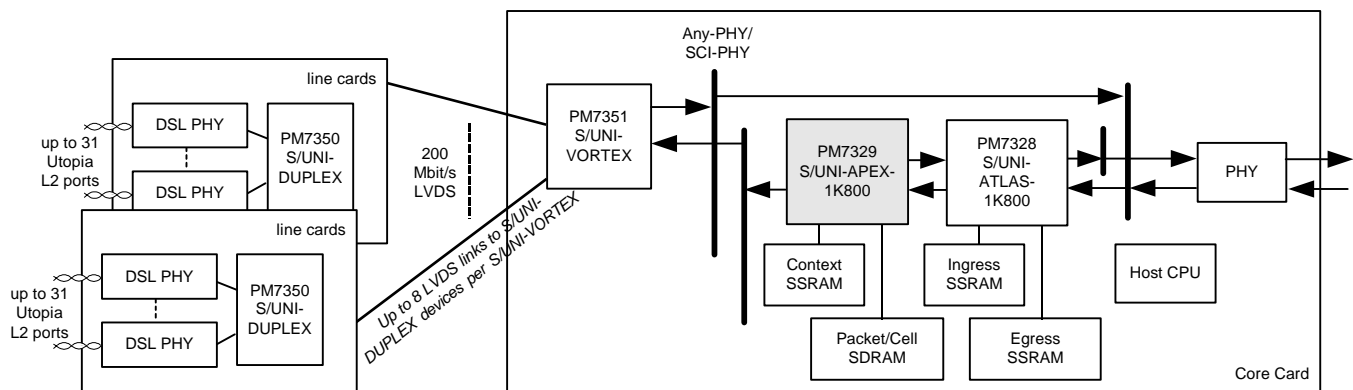 line cards
DSL PHY
DSL PHY
PM7350
S/UNI-
DUPLEX
up to 31
Utopia
L2 ports
line cards
DSL PHY
DSL PHY
PM7350
S/UNI-
DUPLEX
up to 31
Utopia
L2 ports
200
Mbit/s
LVDS
Up to 8 LVDS links to S/UNI-
DUPLEX devices per S/UNI-VORTEX
PM7351
S/UNI-
VORTEX
Any-PHY/
SCI-PHY
PM7329
S/UNI-APEX-
1K800
PM7328
S/UNI-
ATLAS-
1K800
PHY
Context
SSRAM
Ingress
SSRAM
Host CPU
Packet/Cell
SDRAM
Egress
SSRAM
Core Card